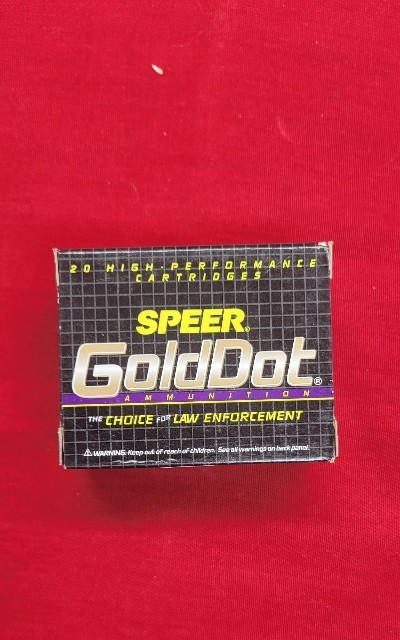 20 HIGH-PERFORMANCE
CARTRIDGES
SPEER®
GoldDot®
AMMUNITION
THE CHOICE FOR LAW ENFORCEMENT
⚠WARNING: Keep out of reach of children. See all warnings on back panel.